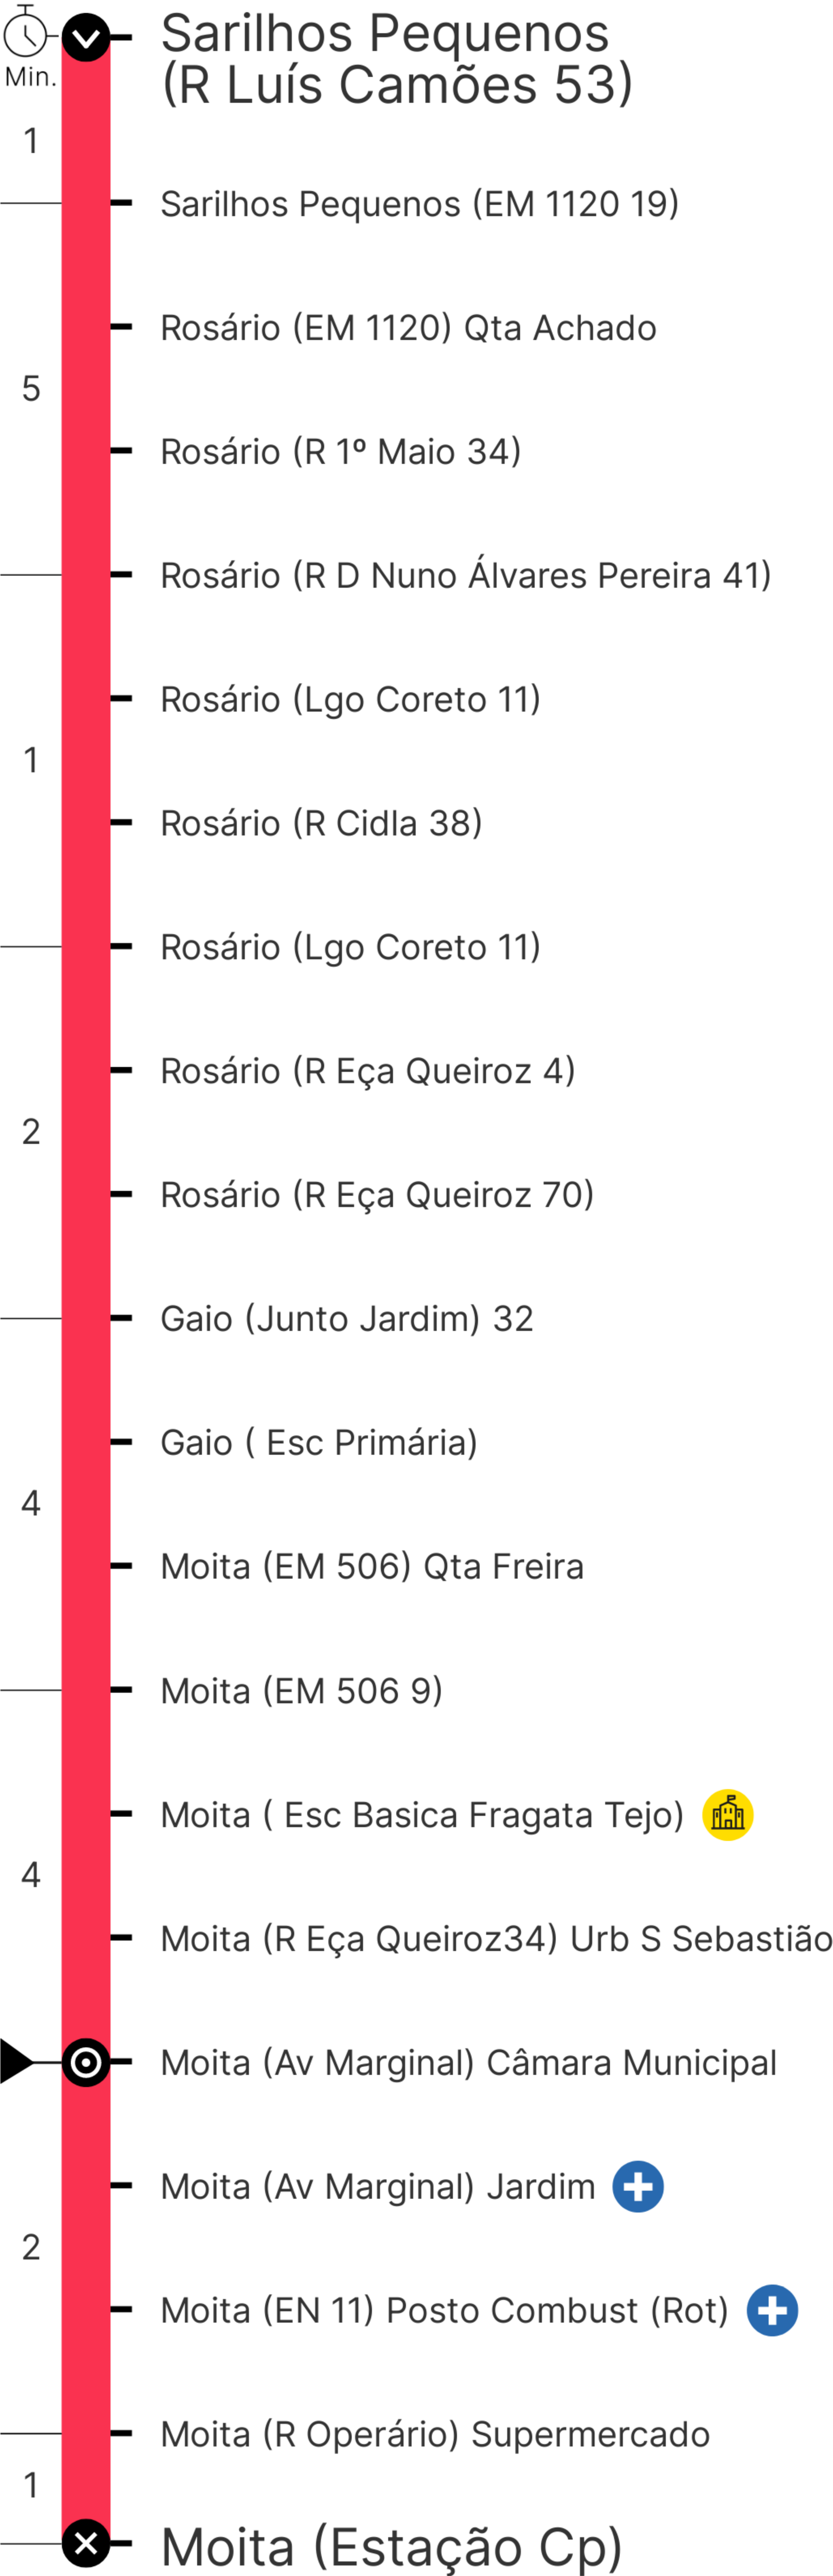 Sarilhos Pequenos
(R Luís Camões 53)
Min.
1
Sarilhos Pequenos (EM 1120 19)
Rosário (EM 1120) Qta Achado
5
Rosário (R 1º Maio 34)
Rosário (R D Nuno Álvares Pereira 41)
Rosário (Lgo Coreto 11)
1
Rosário (R Cidla 38)
Rosário (Lgo Coreto 11)
Rosário (R Eça Queiroz 4)
2
Rosário (R Eça Queiroz 70)
Gaio (Junto Jardim) 32
Gaio ( Esc Primária)
4
Moita (EM 506) Qta Freira
Moita (EM 506 9)
Moita ( Esc Basica Fragata Tejo)
4
Moita (R Eça Queiroz34) Urb S Sebastião
Moita (Av Marginal) Câmara Municipal
Moita (Av Marginal) Jardim
2
Moita (EN 11) Posto Combust (Rot)
Moita (R Operário) Supermercado
1
Moita (Estação Cp)